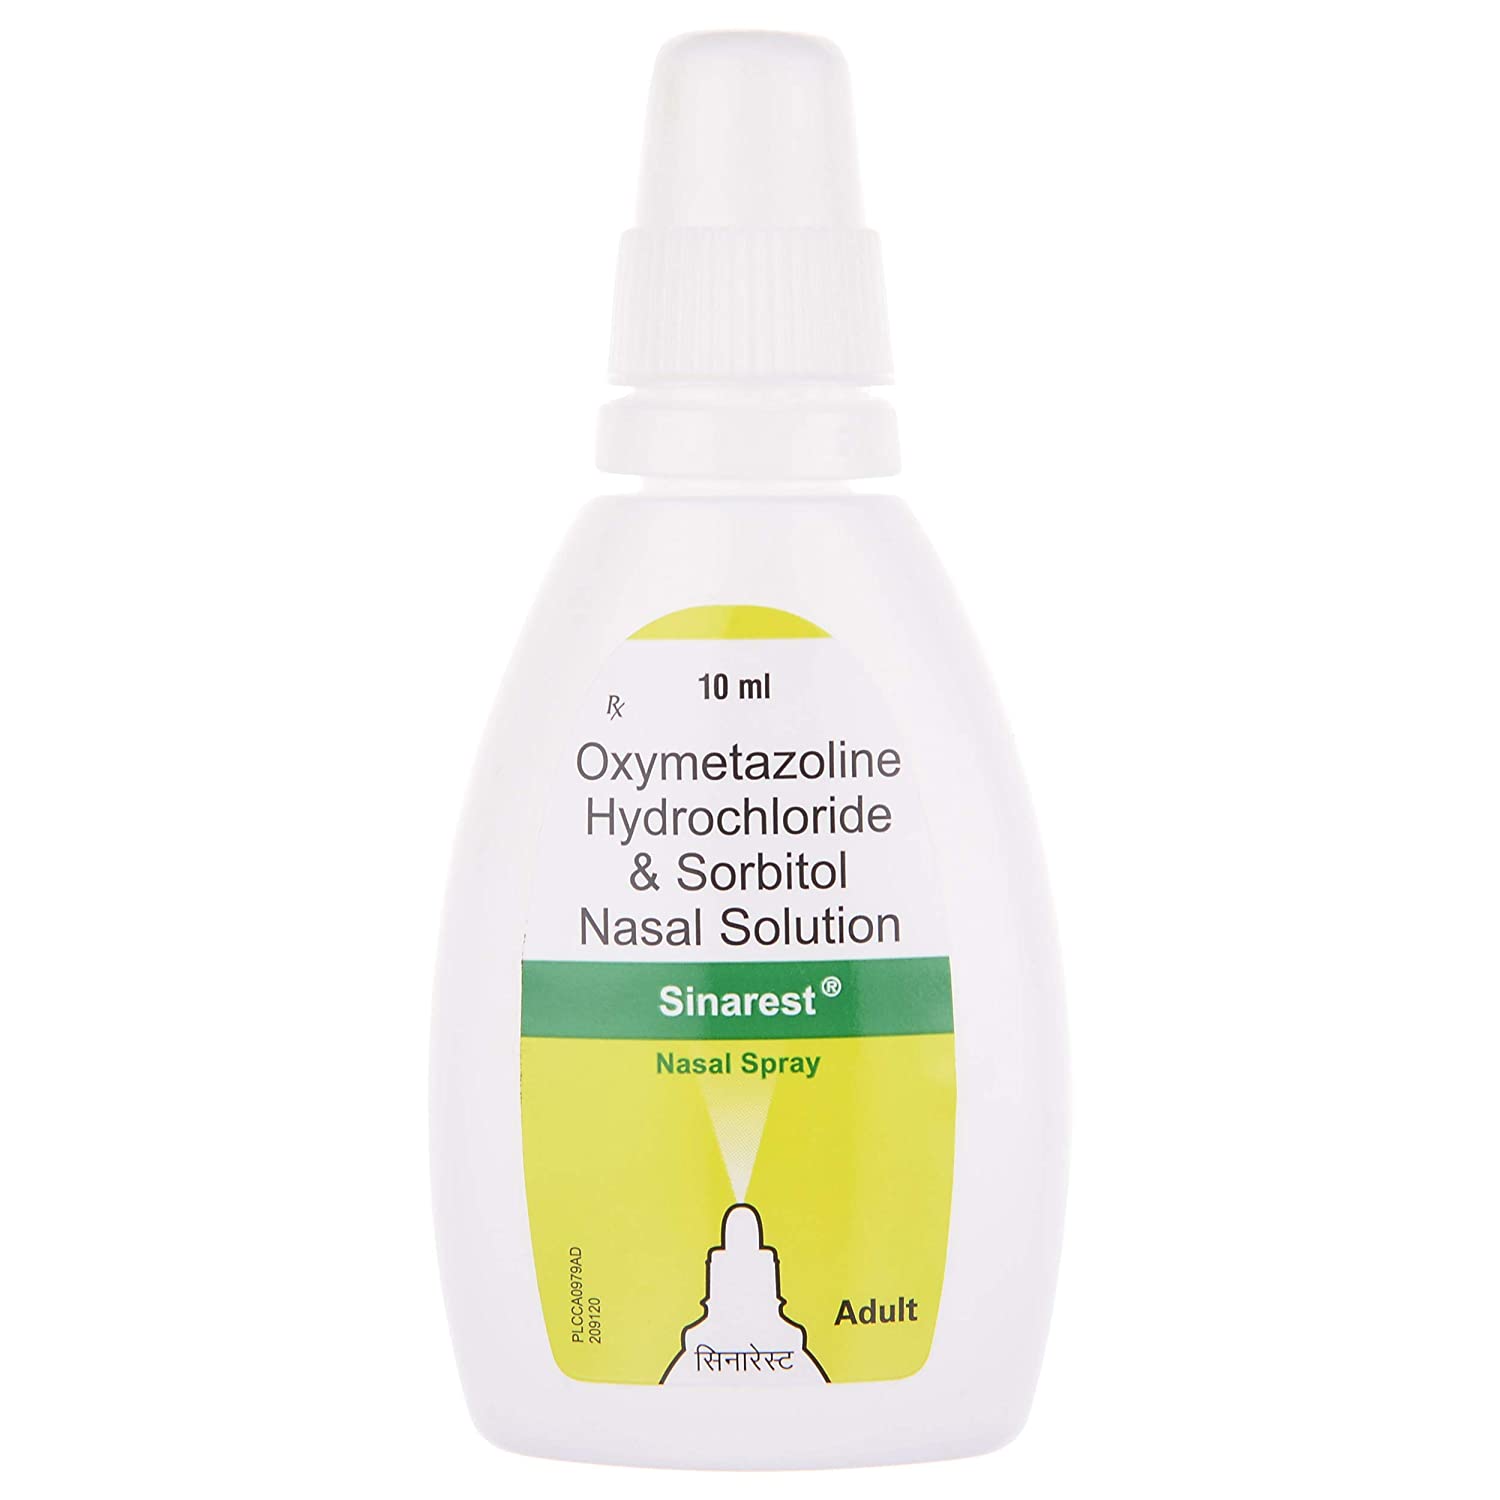 10 ml
Rx
Oxymetazoline
Hydrochloride
& Sorbitol
Nasal Solution
Sinarest®
Nasal Spray
PLCCA0979AD
209120
Adult
सिनारेस्ट